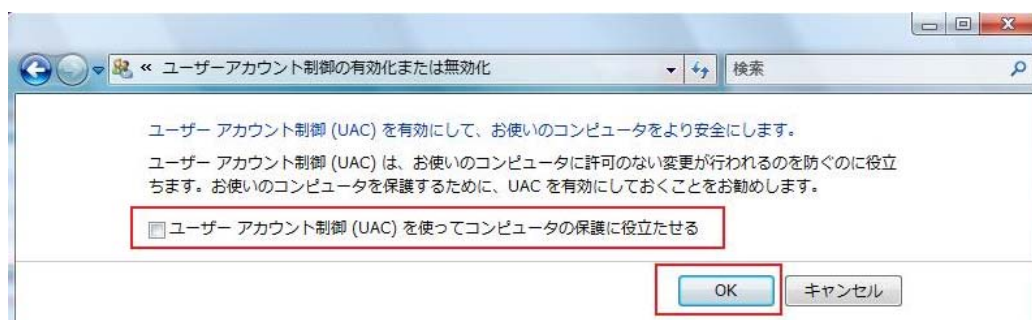 « ユーザーアカウント制御の有効化または無効化
検索
ユーザー アカウント制御 (UAC) を有効にして、お使いのコンピュータをより安全にします。
ユーザー アカウント制御 (UAC) は、お使いのコンピュータに許可のない変更が行われるのを防ぐのに役立
ちます。お使いのコンピュータを保護するために、UAC を有効にしておくことをお勧めします。
ユーザー アカウント制御 (UAC) を使ってコンピュータの保護に役立たせる
OK
キャンセル